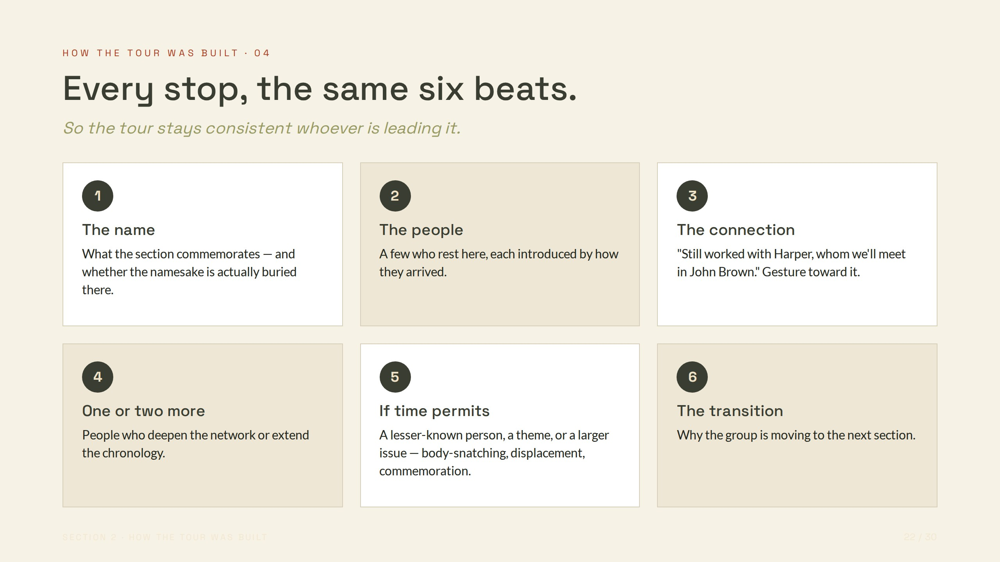 HOW THE TOUR WAS BUILT · 04
Every stop, the same six beats.
So the tour stays consistent whoever is leading it.
1
The name
What the section commemorates — and
whether the namesake is actually buried
there.
2
The people
A few who rest here, each introduced by how
they arrived.
3
The connection
"Still worked with Harper, whom we'll meet
in John Brown." Gesture toward it.
4
One or two more
People who deepen the network or extend
the chronology.
5
If time permits
A lesser-known person, a theme, or a larger
issue — body-snatching, displacement,
commemoration.
6
The transition
Why the group is moving to the next section.
SECTION 2 · HOW THE TOUR WAS BUILT
22 / 30